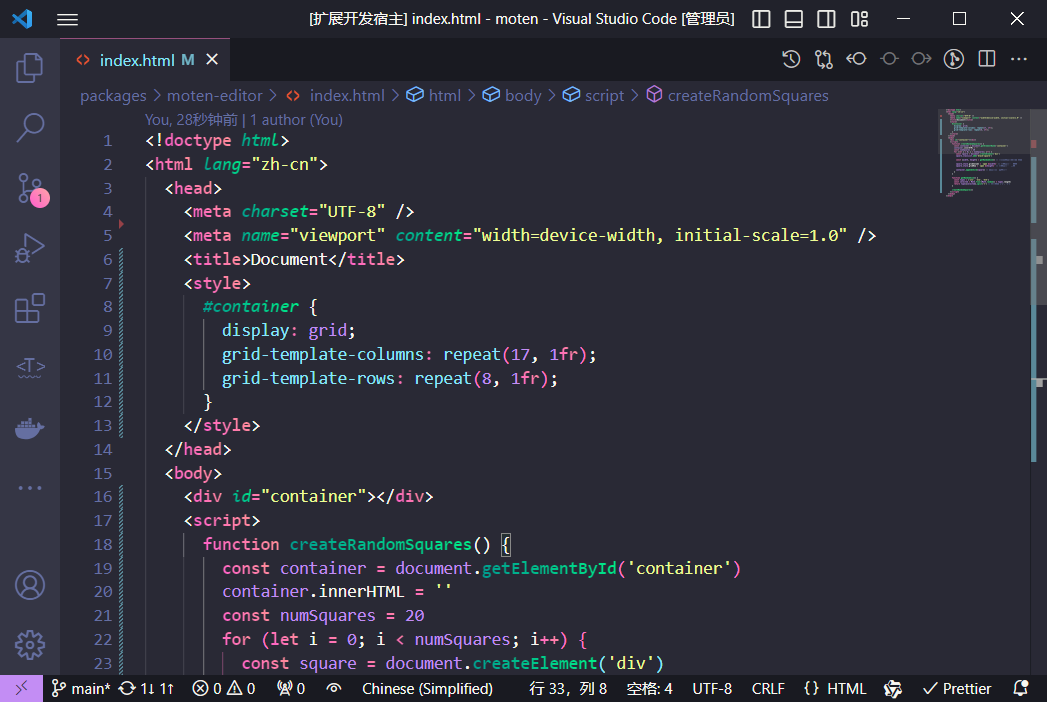 [扩展开发宿主] index.html - moten - Visual Studio Code [管理员]
index.html M
packages > moten-editor > index.html > html > body > script > createRandomSquares
You, 28秒钟前 | 1 author (You)
1 <!doctype html>
2 <html lang="zh-cn">
3 <head>
4 <meta charset="UTF-8" />
5 <meta name="viewport" content="width=device-width, initial-scale=1.0" />
6 <title>Document</title>
7 <style>
8 #container {
9 display: grid;
10 grid-template-columns: repeat(17, 1fr);
11 grid-template-rows: repeat(8, 1fr);
12 }
13 </style>
14 </head>
15 <body>
16 <div id="container"></div>
17 <script>
18 function createRandomSquares() {
19 const container = document.getElementById('container')
20 container.innerHTML = ''
21 const numSquares = 20
22 for (let i = 0; i < numSquares; i++) {
23 const square = document.createElement('div')
1
<T>
main* 1↓ 1↑ 0 0 0 Chinese (Simplified) 行 33，列 8 空格: 4 UTF-8 CRLF {} HTML Prettier